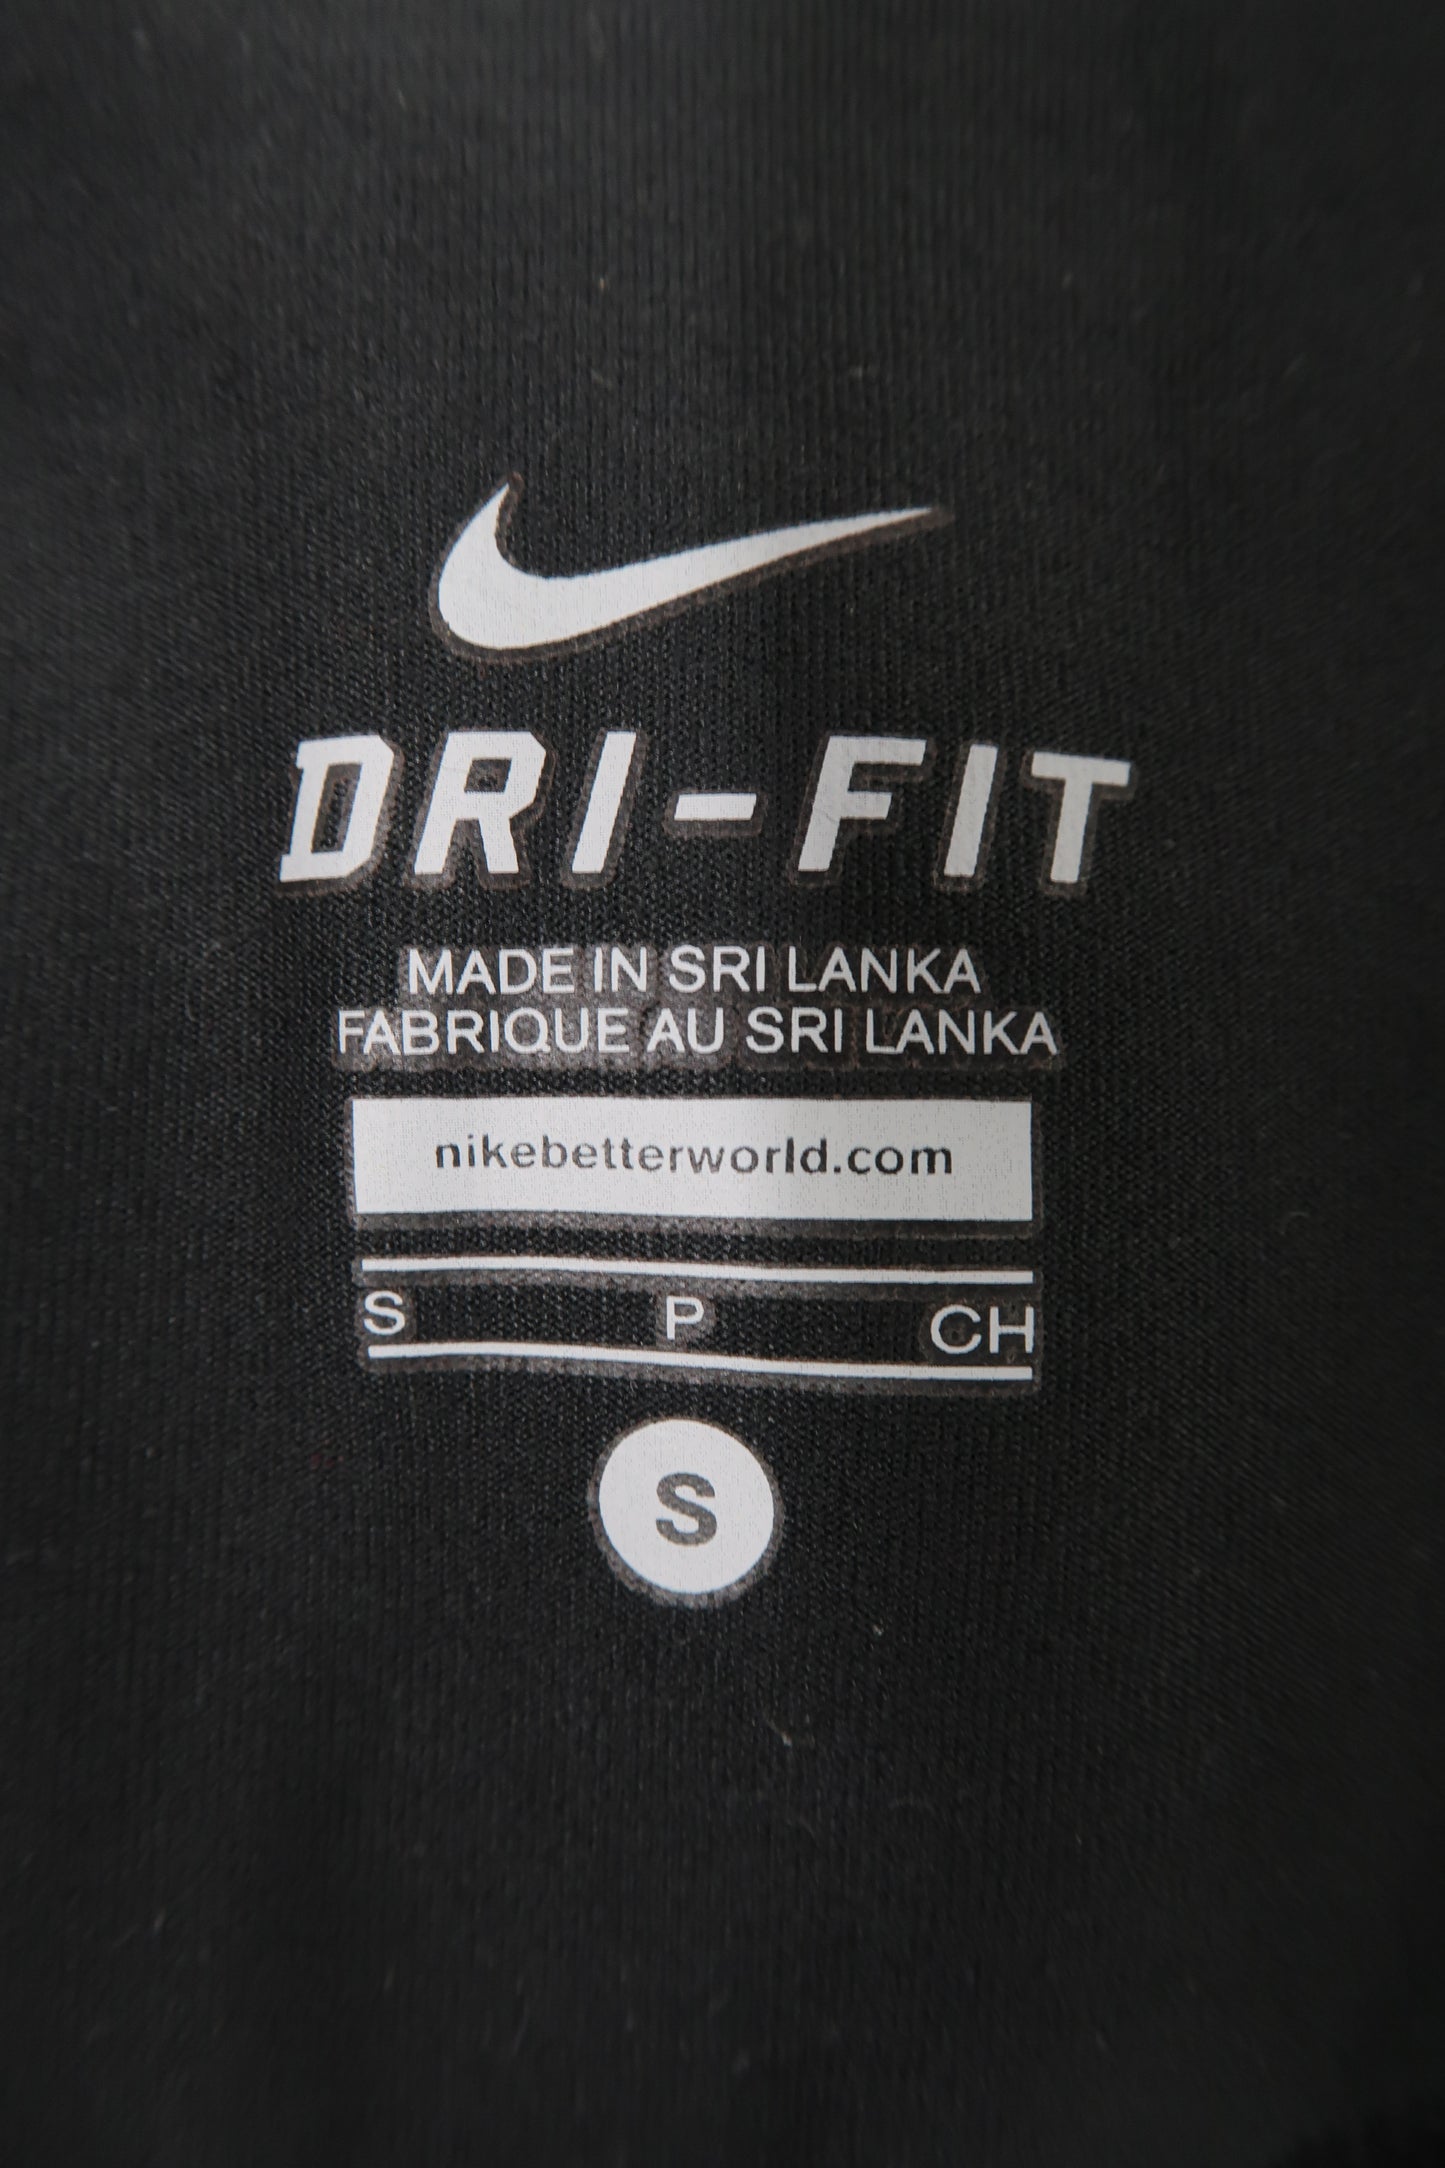 DRI-FIT
MADE IN SRI LANKA
FABRIQUE AU SRI LANKA
nikebetterworld.com
S P CH
S